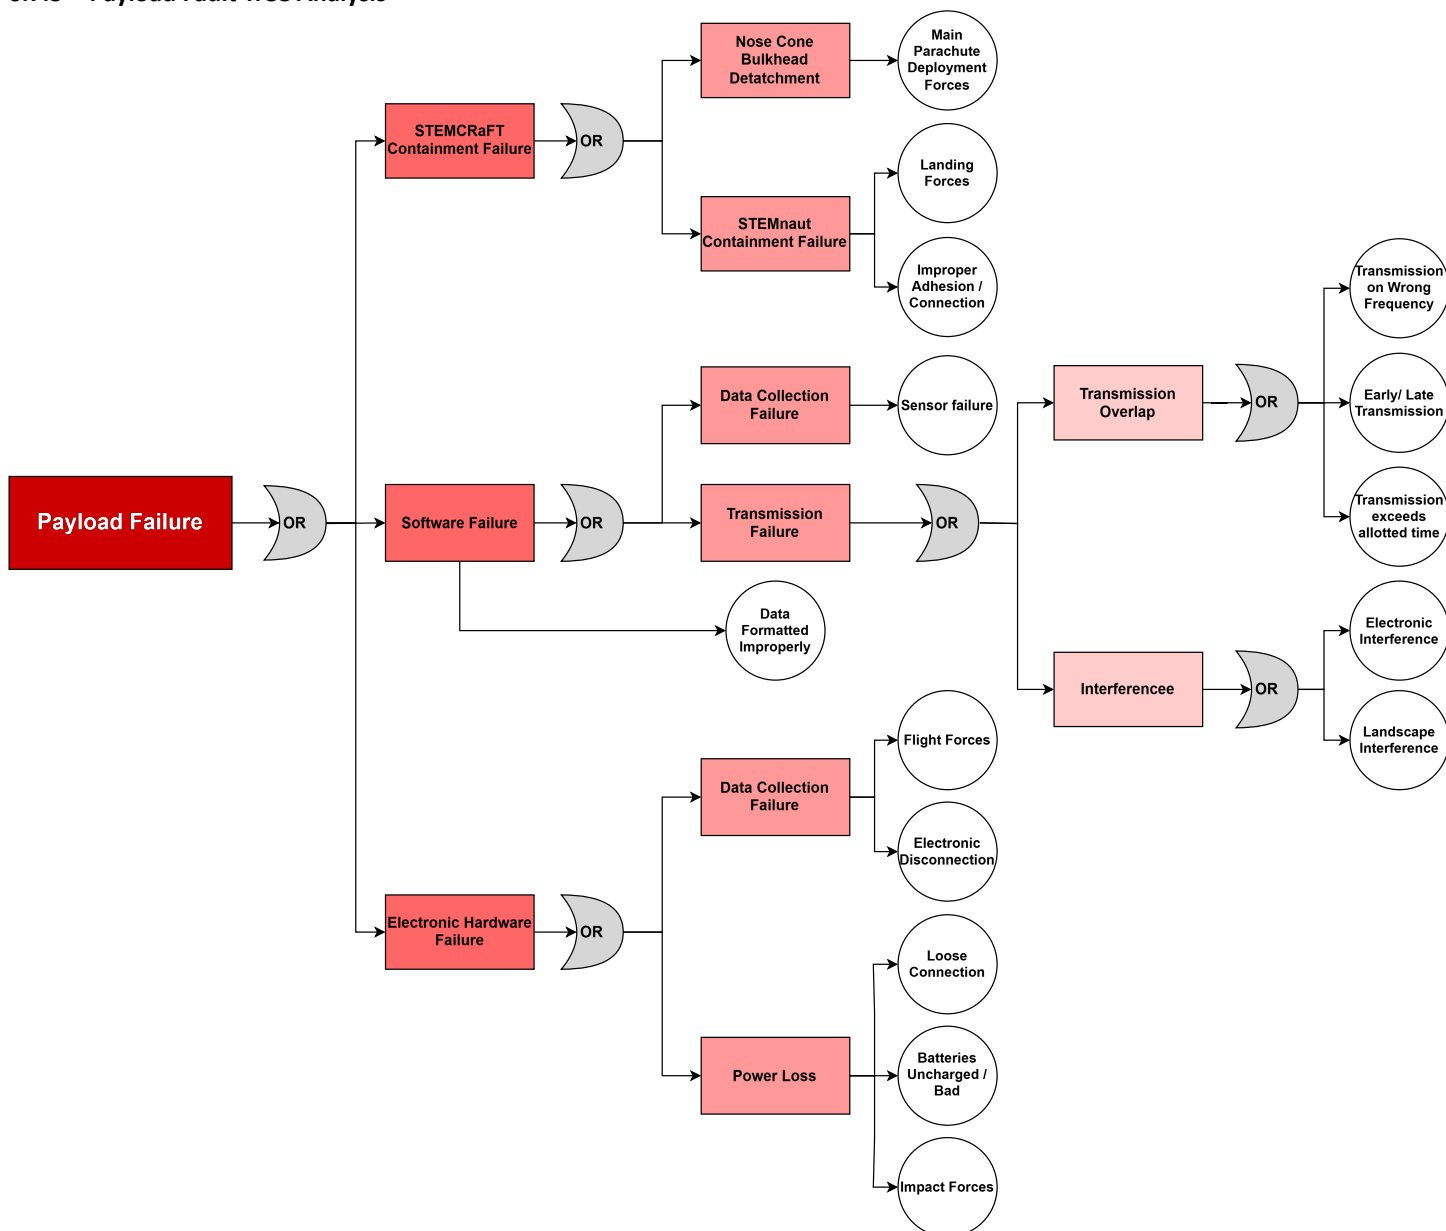 Nose Cone
Bulkhead
Detatchment
Main
Parachute
Deployment
Forces
STEMCRaFT
Containment Failure
OR
Landing
Forces
STEMnaut
Containment Failure
Improper
Adhesion /
Connection
Transmission
on Wrong
Frequency
Data Collection
Failure
Sensor failure
Transmission
Overlap
OR
Early/ Late
Transmission
Payload Failure
OR
Software Failure
OR
Transmission
Failure
OR
Transmission
exceeds
allotted time
Data
Formatted
Improperly
Electronic
Interference
Interferencee
OR
Landscape
Interference
Flight Forces
Data Collection
Failure
Electronic
Disconnection
Electronic Hardware
Failure
OR
Loose
Connection
Power Loss
Batteries
Uncharged /
Bad
Impact Forces